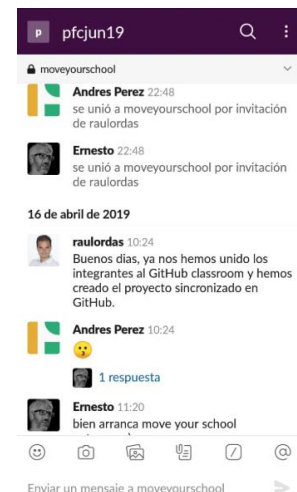 p pfcjun19
moveyourschool
Andres Perez 22:48
se unió a moveyourschool por invitación
de raulordas
Ernesto 22:48
se unió a moveyourschool por invitación
de raulordas
16 de abril de 2019
raulordas 10:24
Buenos dias, ya nos hemos unido los
integrantes al GitHub classroom y hemos
creado el proyecto sincronizado en
GitHub.
Andres Perez 10:24
1 respuesta
Ernesto 11:20
bien arranca move your school
Enviar un mensaje a moveyourschool